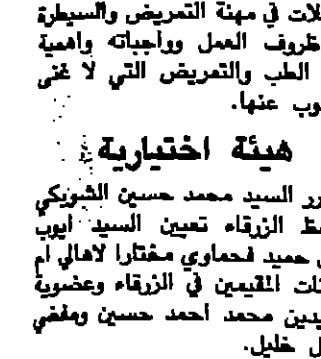 لات في مهنة التمريض والسيطرة
ظروف العمل وواجباته واهمية
الطب والتمريض التي لا غنى
وب عنها.
هيئة اختيارية
رر السيد محمد حسين الشوبكي
ظ الزرقاء تعيين السيد ايوب
حميد قحماوي مختارا لاهالي ام
ات المقيمين في الزرقاء وعضوية
يدين محمد احمد حسين ومفضي
ل خليل.